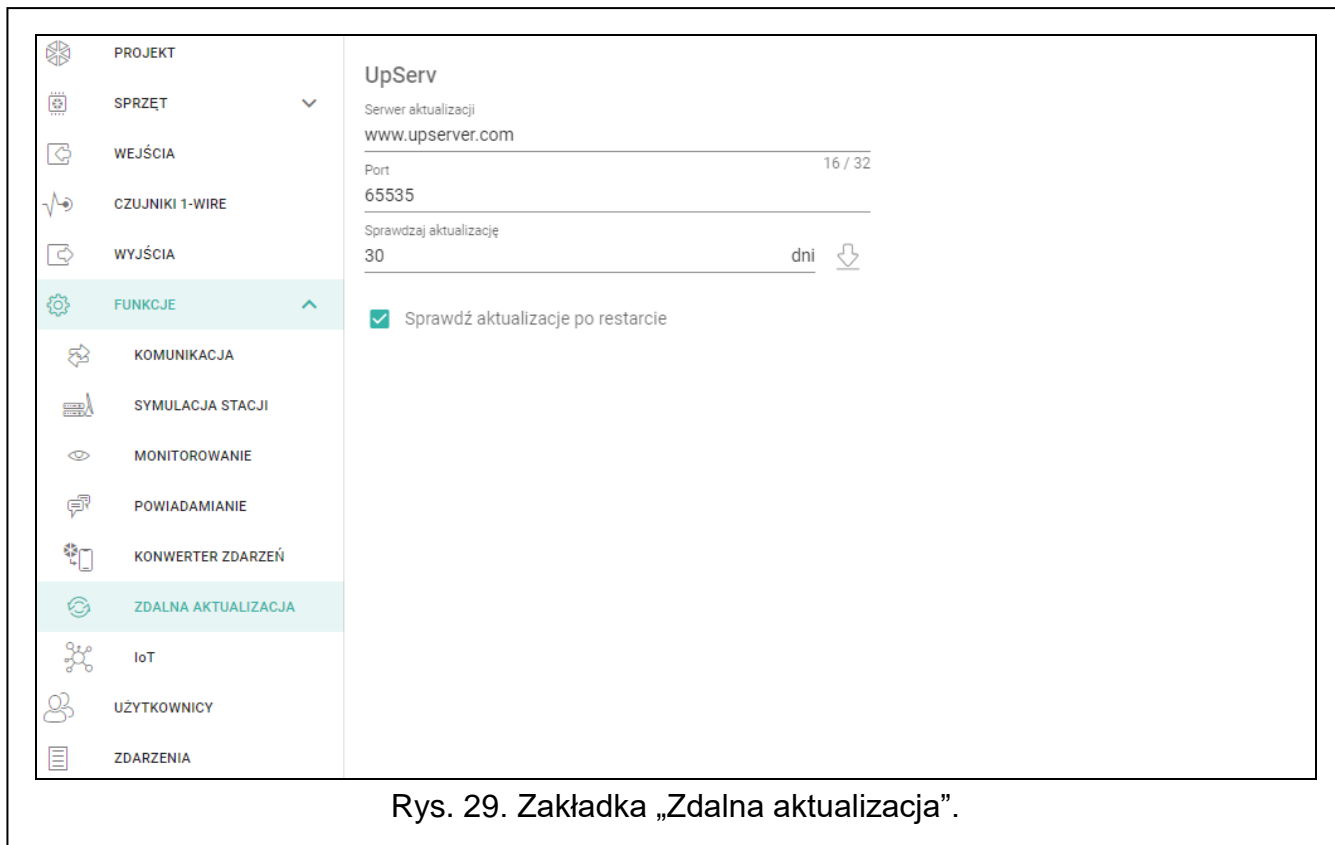 PROJEKT
SPRZĘT
WEJŚCIA
CZUJNIKI 1-WIRE
WYJŚCIA
FUNKCJE
KOMUNIKACJA
SYMULACJA STACJI
MONITOROWANIE
POWIADAMIANIE
KONWERTER ZDARZEŃ
ZDALNA AKTUALIZACJA
IoT
UŻYTKOWNICY
ZDARZENIA
UpServ
Serwer aktualizacji
www.upserver.com
16 / 32
Port
65535
Sprawdzaj aktualizację
30 dni
Sprawdź aktualizacje po restarcie
Rys. 29. Zakładka „Zdalna aktualizacja”.